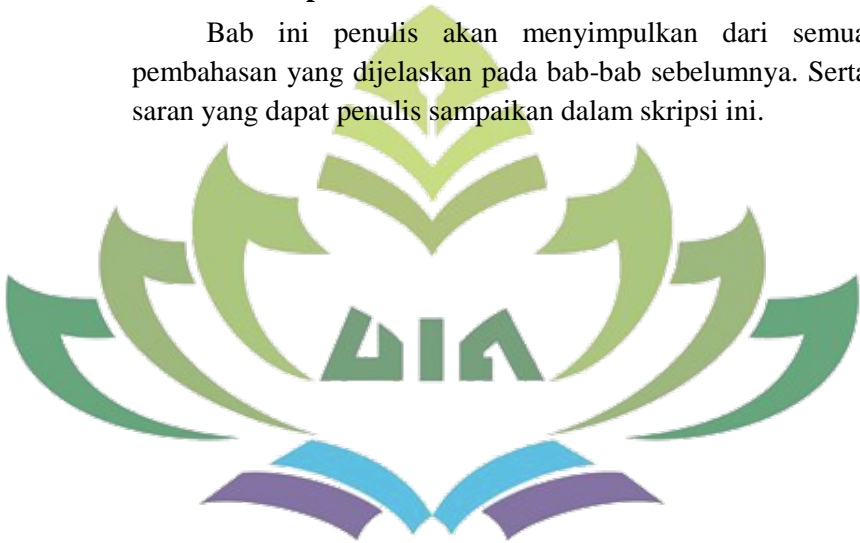 Bab ini penulis akan menyimpulkan dari semua
pembahasan yang dijelaskan pada bab-bab sebelumnya. Serta
saran yang dapat penulis sampaikan dalam skripsi ini.
UIN